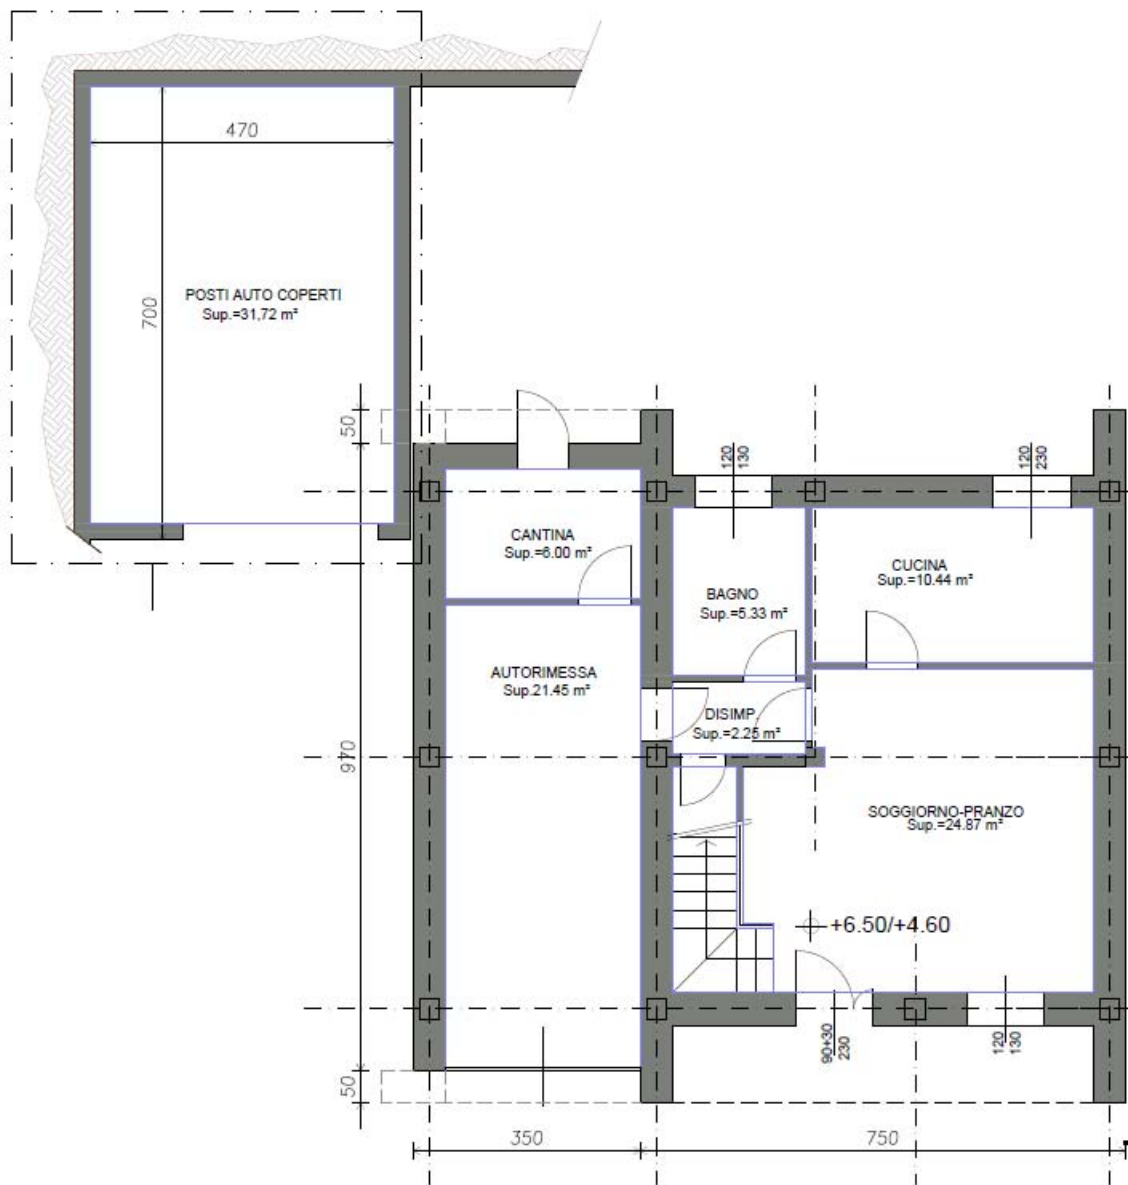 470
POSTI AUTO COPERTI
Sup.=31,72 m²
700
50
120
130
120
230
CANTINA
Sup.=6.00 m²
CUCINA
Sup.=10.44 m²
BAGNO
Sup.=5.33 m²
AUTORIMESSA
Sup.21.45 m²
DISIMP.
Sup.=2.25 m²
970
SOGGIORNO-PRANZO
Sup.=24.87 m²
+6.50/+4.60
90+30
230
120
130
50
350
750